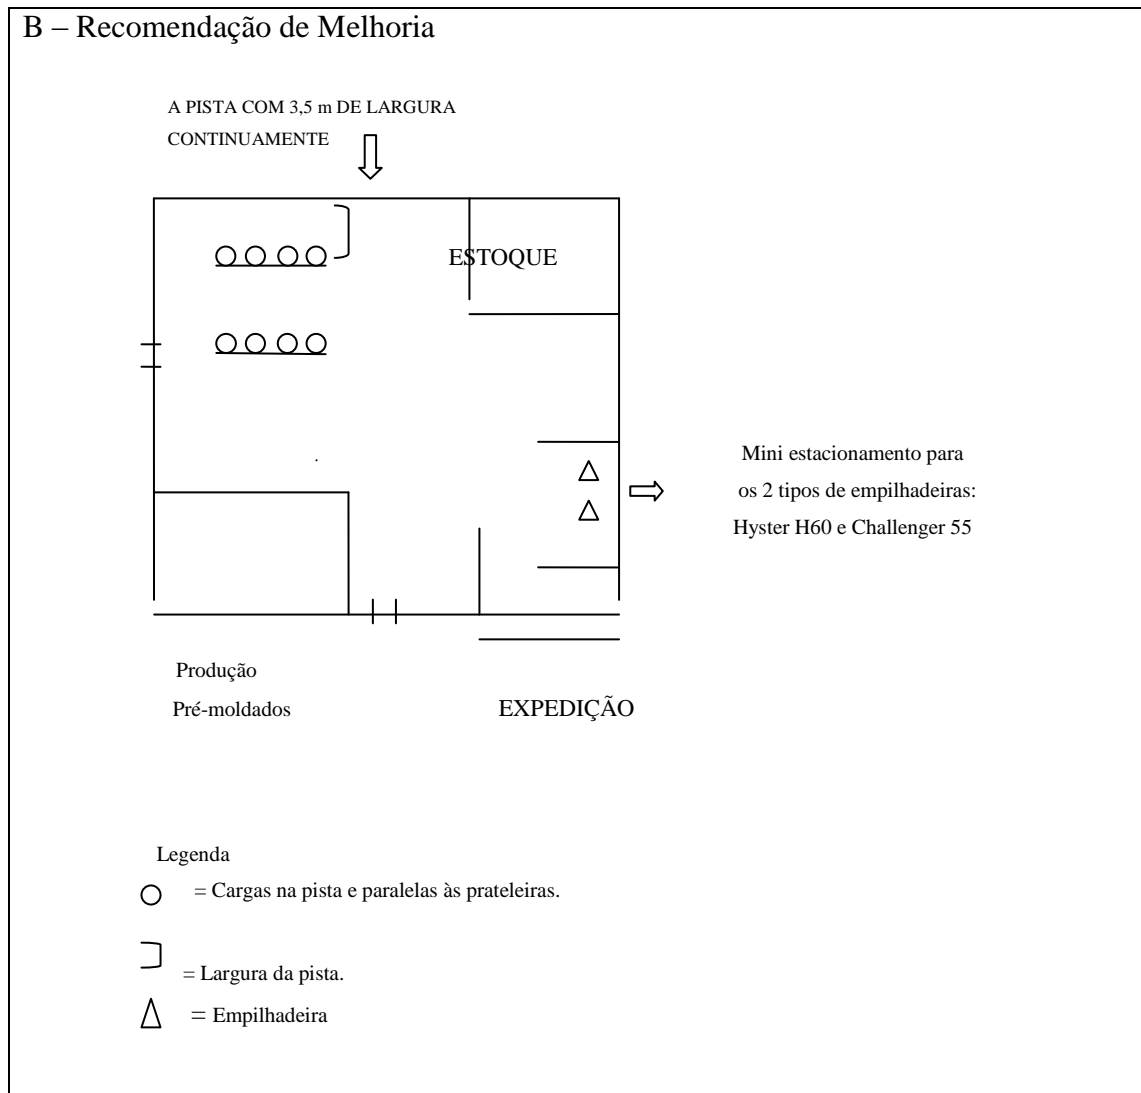 B – Recomendação de Melhoria
A PISTA COM 3,5 m DE LARGURA
CONTINUAMENTE
ESTOQUE
Mini estacionamento para
os 2 tipos de empilhadeiras:
Hyster H60 e Challenger 55
Produção
Pré-moldados
EXPEDIÇÃO
Legenda
= Cargas na pista e paralelas às prateleiras.
= Largura da pista.
= Empilhadeira